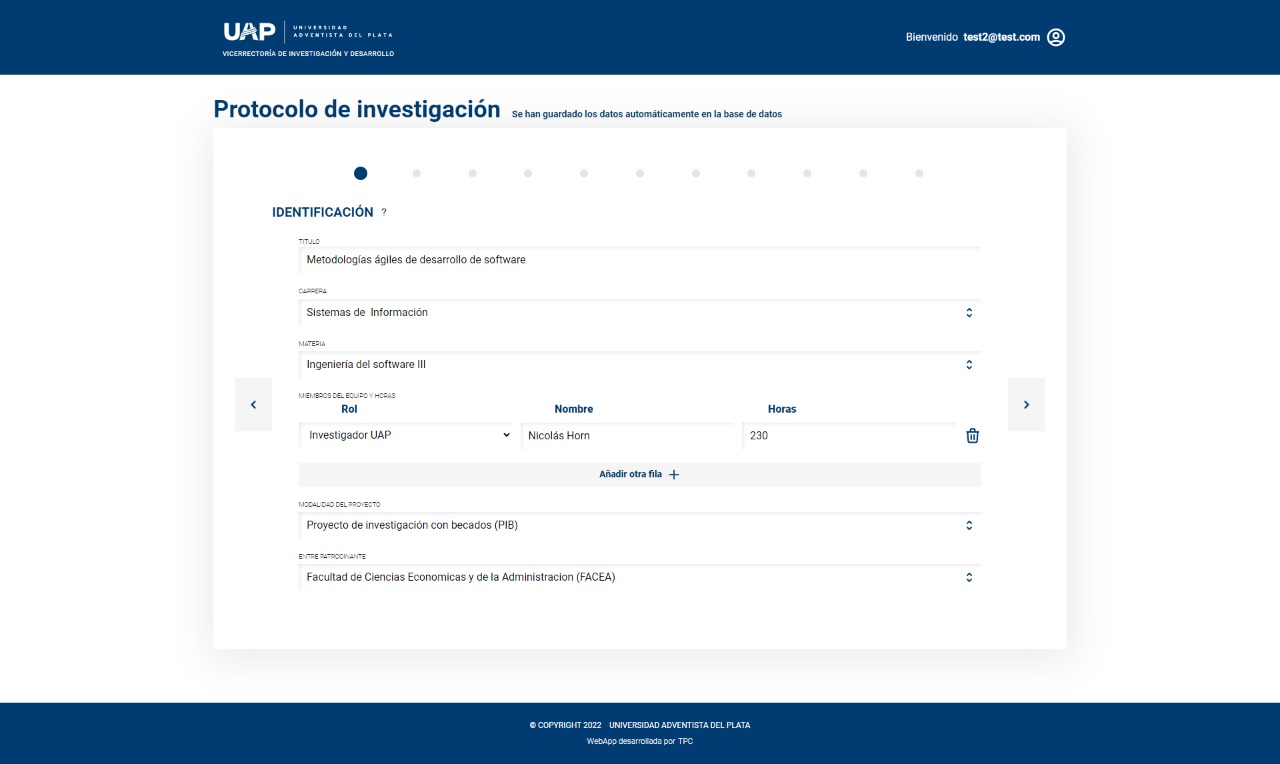 UAP UNIVERSIDAD
ADVENTISTA DEL PLATA
VICERRECTORÍA DE INVESTIGACIÓN Y DESARROLLO
Bienvenido test2@test.com
Protocolo de investigación Se han guardado los datos automáticamente en la base de datos
IDENTIFICACIÓN ?
TITULO
Metodologías ágiles de desarrollo de software
CARRERA
Sistemas de Información
MATERIA
Ingeniería del software III
MIEMBROS DEL EQUIPO Y HORAS
Rol Nombre Horas
Investigador UAP Nicolás Horn 230
Añadir otra fila +
MODALIDAD DEL PROYECTO
Proyecto de investigación con becados (PIB)
ENTRE PATROCINANTE
Facultad de Ciencias Economicas y de la Administracion (FACEA)
© COPYRIGHT 2022 UNIVERSIDAD ADVENTISTA DEL PLATA
WebApp desarrollada por TPC